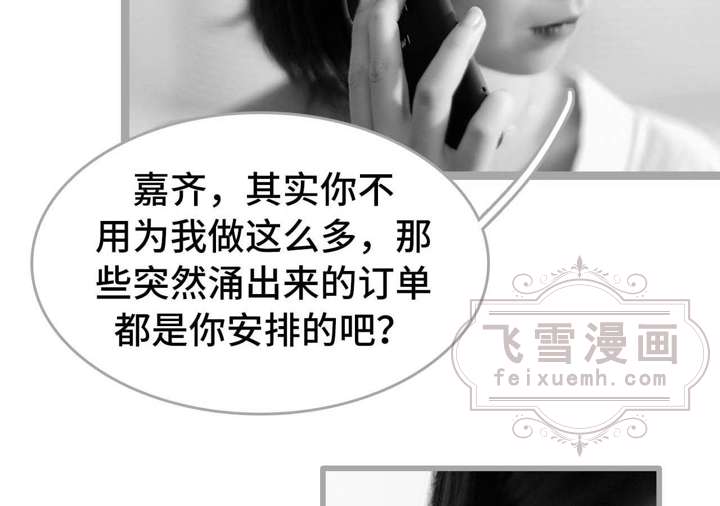 嘉齐，其实你不
用为我做这么多，那
些突然涌出来的订单
都是你安排的吧？
飞雪漫画
feixuemh.com